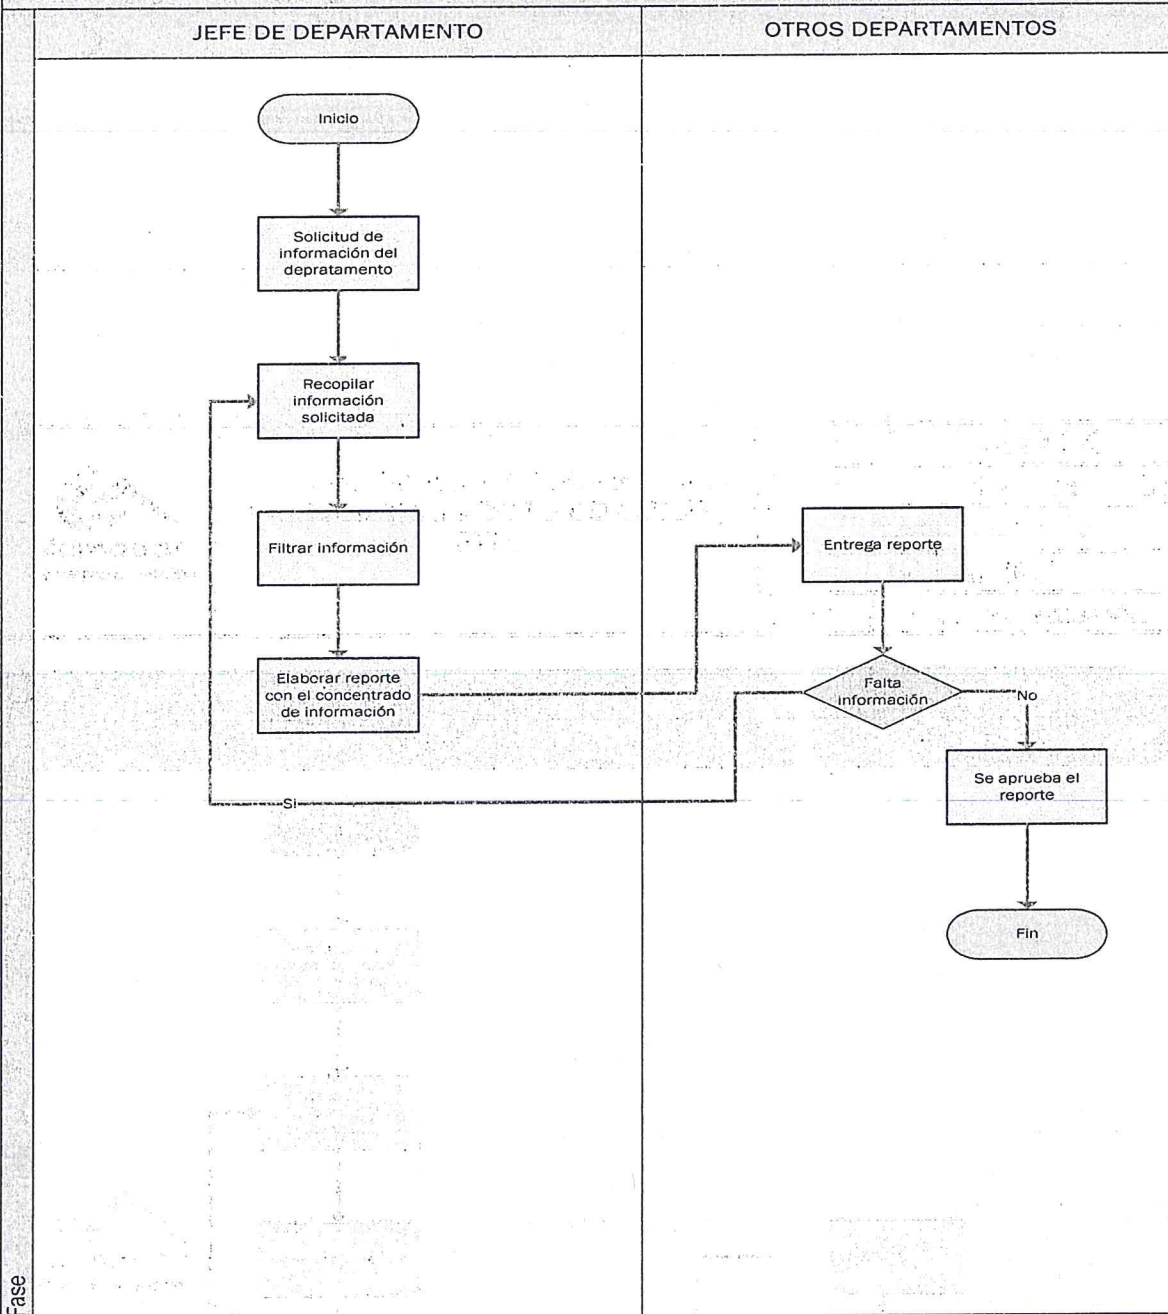 JEFE DE DEPARTAMENTO
OTROS DEPARTAMENTOS
Inicio
Solicitud de
información del
depratamento
Recopilar
información
solicitada
Filtrar información
Elaborar reporte
con el concentrado
de información
Entrega reporte
Falta
información
No
Si
Se aprueba el
reporte
Fin
Fase